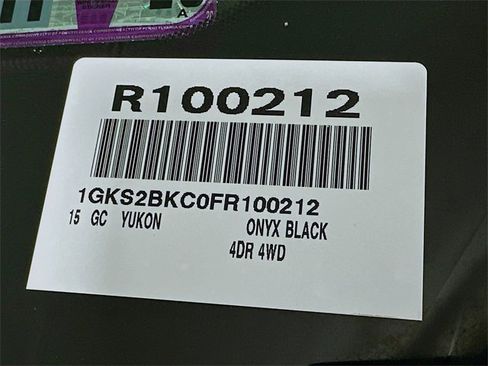 R100212
1GKS2BKC0FR100212
15 GC YUKON ONYX BLACK
4DR 4WD